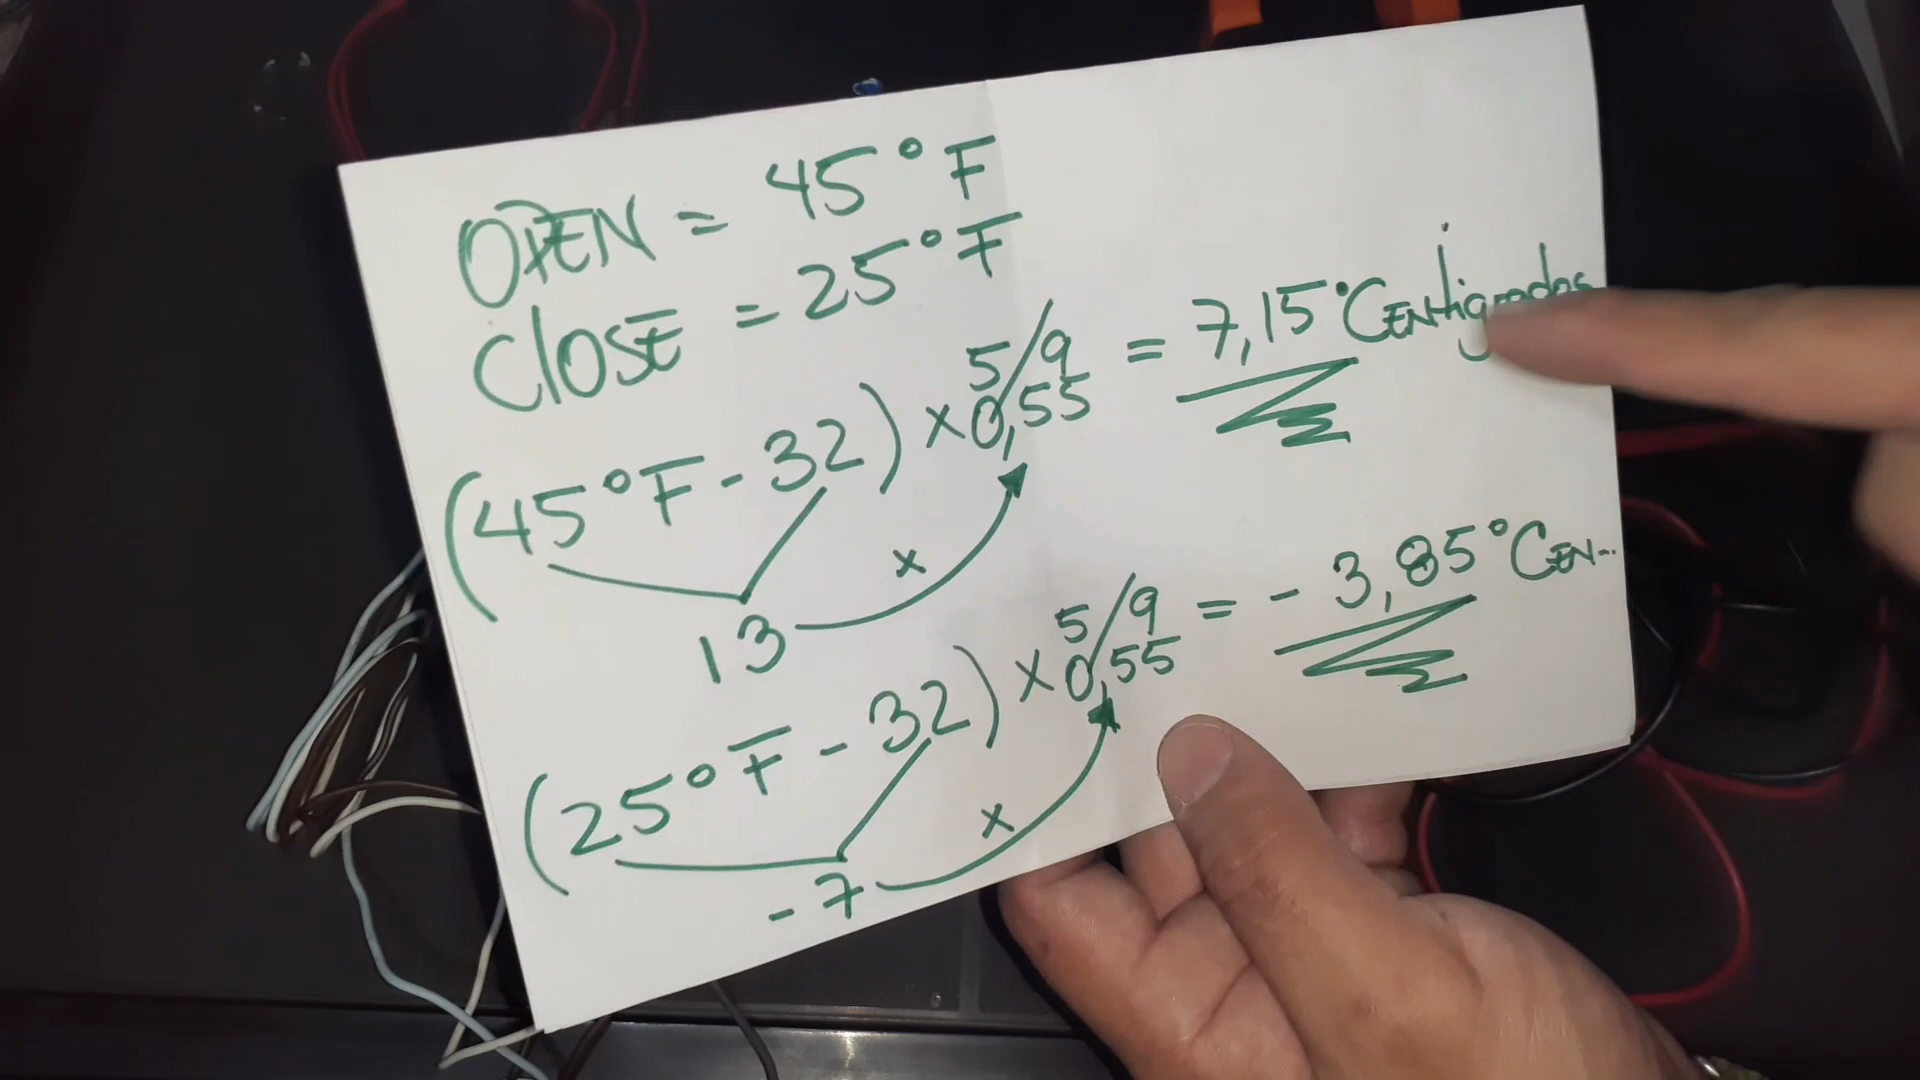 OPEN = 45°F
ClOSE = 25°F
(45°F - 32) × 5/9 = 7,15° CENtigrados
0,55
×
13
(25°F - 32) × 5/9 = - 3,85° CEN...
0,55
×
- 7